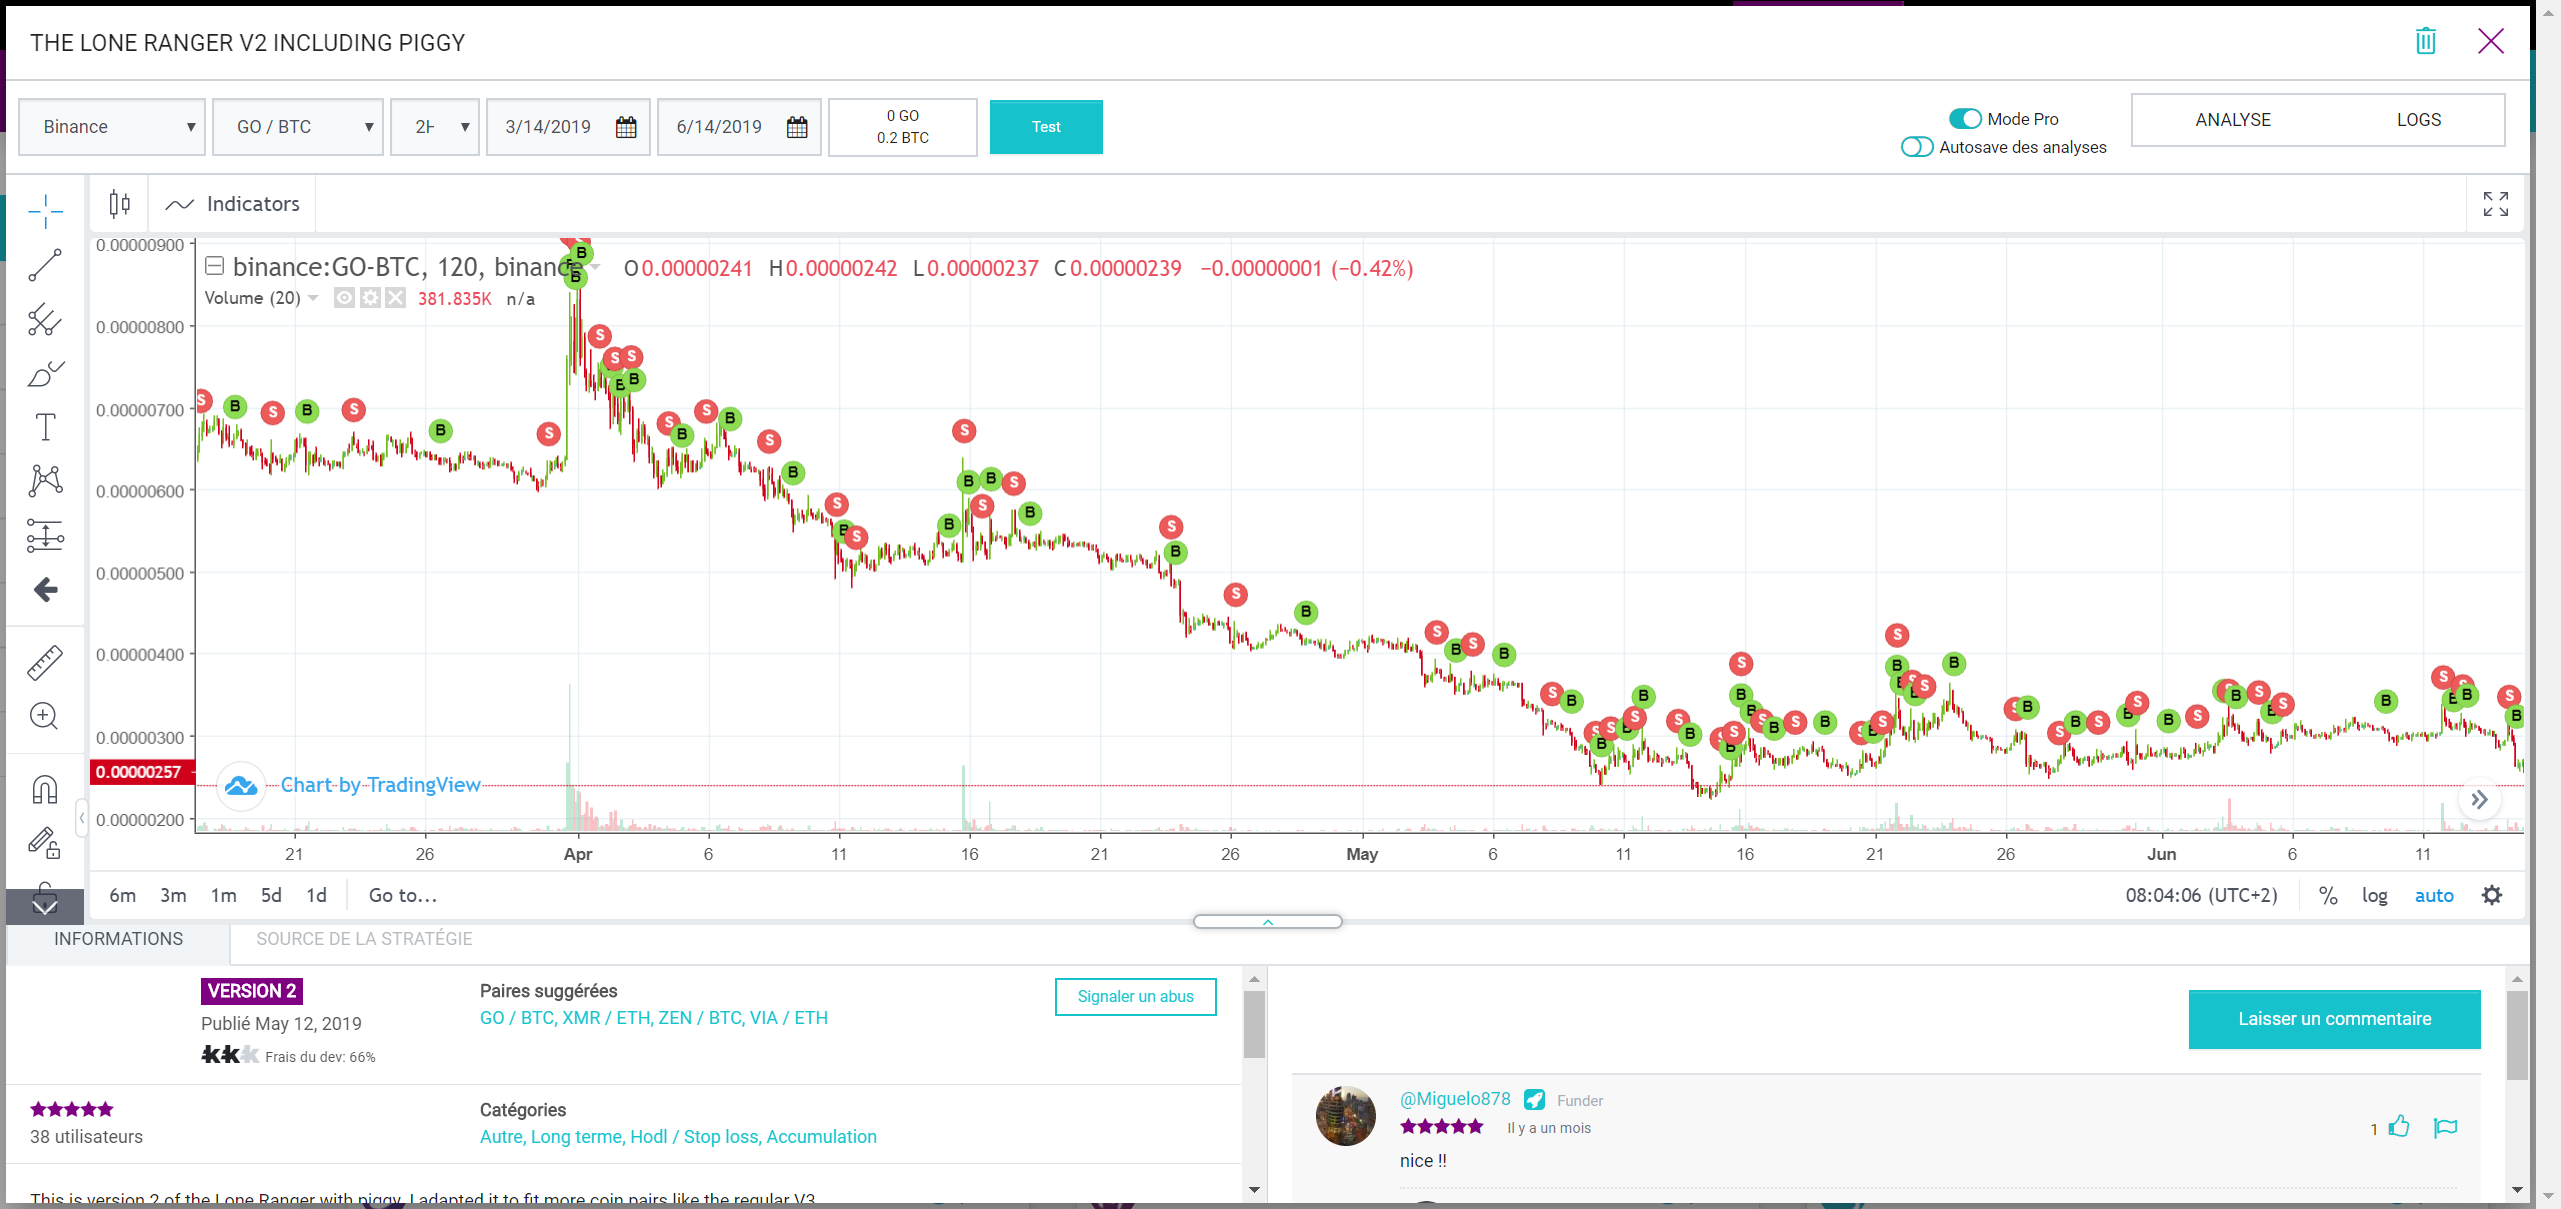 THE LONE RANGER V2 INCLUDING PIGGY
Binance
GO / BTC
2H
3/14/2019
6/14/2019
0 GO
0.2 BTC
Test
Mode Pro
Autosave des analyses
ANALYSE
LOGS
Indicators
binance:GO-BTC, 120, binance
O0.00000241 H0.00000242 L0.00000237 C0.00000239 −0.00000001 (−0.42%)
Volume (20) 381.835K n/a
0.00000900
0.00000800
0.00000700
0.00000600
0.00000500
0.00000400
0.00000300
0.00000257
0.00000200
Chart by TradingView
21 26 Apr 6 11 16 21 26 May 6 11 16 21 26 Jun 6 11
6m 3m 1m 5d 1d Go to...
08:04:06 (UTC+2) % log auto
INFORMATIONS
SOURCE DE LA STRATÉGIE
VERSION 2
Publié May 12, 2019
Frais du dev: 66%
Paires suggérées
GO / BTC, XMR / ETH, ZEN / BTC, VIA / ETH
Signaler un abus
38 utilisateurs
Catégories
Autre, Long terme, Hodl / Stop loss, Accumulation
This is version 2 of the Lone Ranger with piggy. I adapted it to fit more coin pairs like the regular V3
Laisser un commentaire
@Miguelo878 Funder
Il y a un mois
1
nice !!